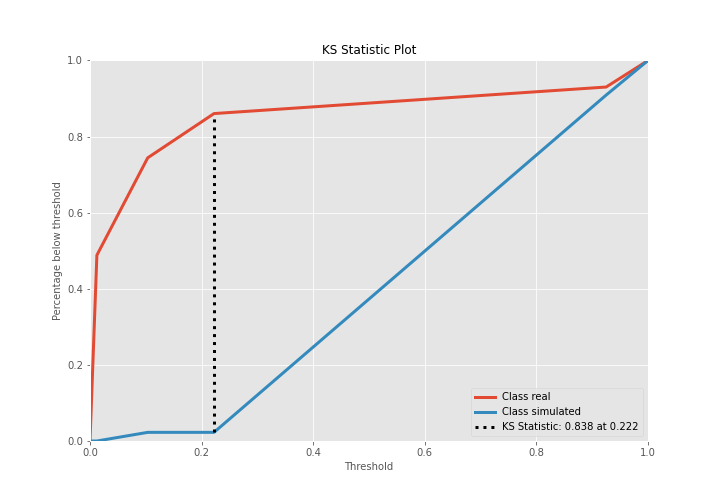 KS Statistic Plot
1.0
0.8
0.6
0.4
0.2
0.0
Percentage below threshold
0.0 0.2 0.4 0.6 0.8 1.0
Threshold
Class real
Class simulated
KS Statistic: 0.838 at 0.222